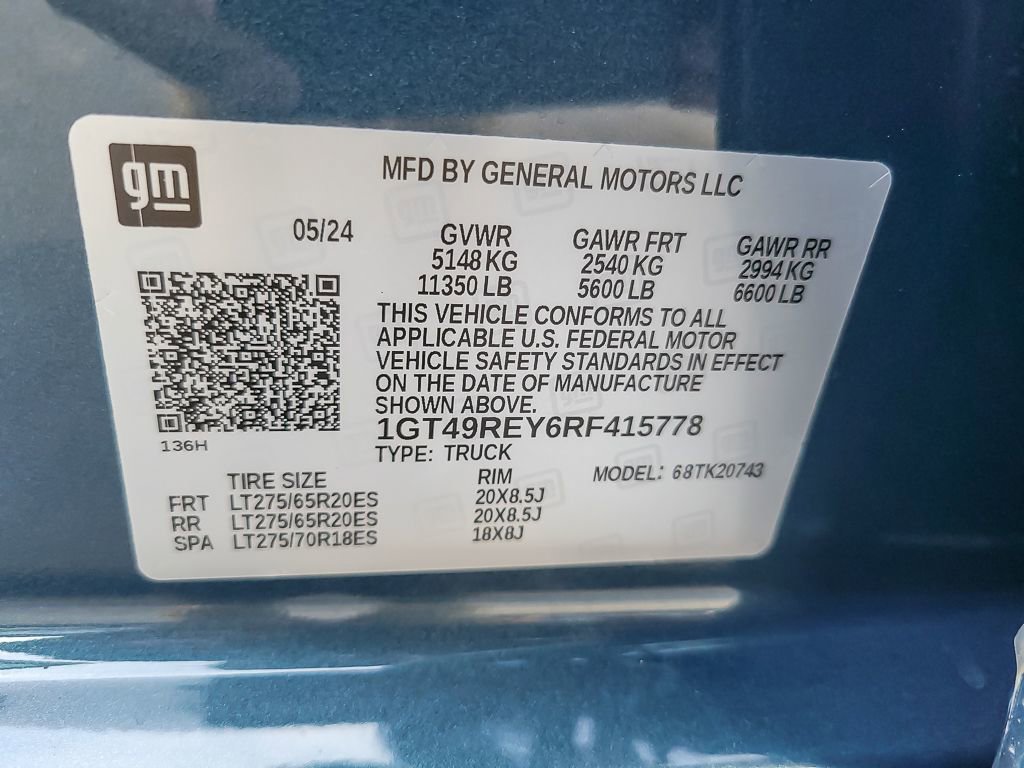 gm
MFD BY GENERAL MOTORS LLC
05/24 GVWR GAWR FRT GAWR RR
5148 KG 2540 KG 2994 KG
11350 LB 5600 LB 6600 LB
THIS VEHICLE CONFORMS TO ALL
APPLICABLE U.S. FEDERAL MOTOR
VEHICLE SAFETY STANDARDS IN EFFECT
ON THE DATE OF MANUFACTURE
SHOWN ABOVE.
1GT49REY6RF415778
136H
TYPE: TRUCK
TIRE SIZE RIM MODEL: 68TK20743
FRT LT275/65R20ES 20X8.5J
RR LT275/65R20ES 20X8.5J
SPA LT275/70R18ES 18X8J